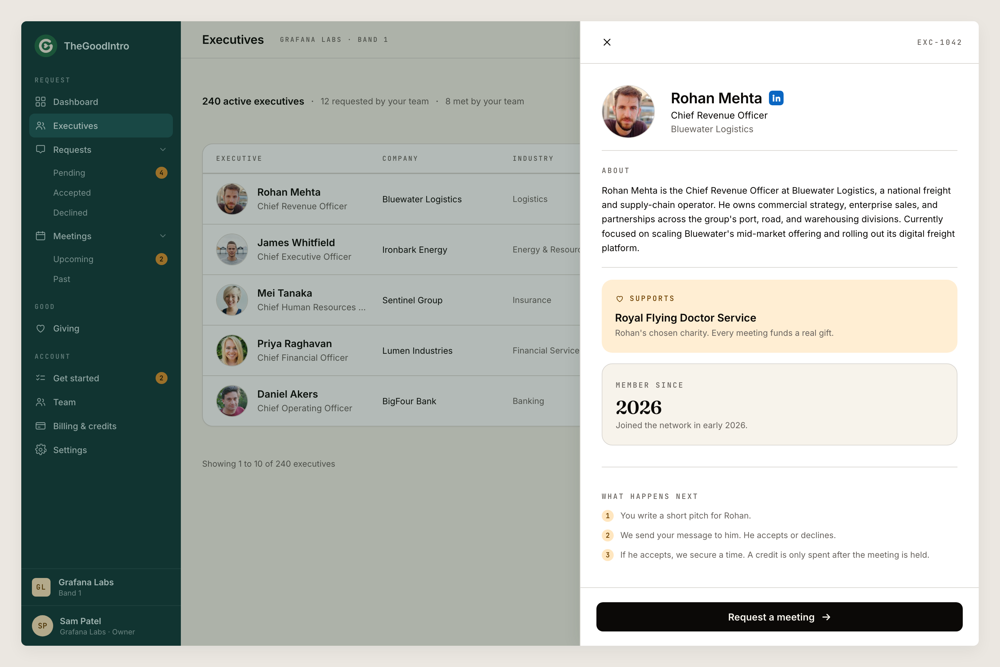 TheGoodIntro
REQUEST
Dashboard
Executives
Requests
Pending 4
Accepted
Declined
Meetings
Upcoming 2
Past
GOOD
Giving
ACCOUNT
Get started 2
Team
Billing & credits
Settings
GL
Grafana Labs
Band 1
SP
Sam Patel
Grafana Labs · Owner
Executives GRAFANA LABS · BAND 1
240 active executives · 12 requested by your team · 8 met by your team
EXECUTIVE COMPANY INDUSTRY
Rohan Mehta
Chief Revenue Officer
Bluewater Logistics
Logistics
James Whitfield
Chief Executive Officer
Ironbark Energy
Energy & Resourc
Mei Tanaka
Chief Human Resources ...
Sentinel Group
Insurance
Priya Raghavan
Chief Financial Officer
Lumen Industries
Financial Service
Daniel Akers
Chief Operating Officer
BigFour Bank
Banking
Showing 1 to 10 of 240 executives
EXC-1042
Rohan Mehta in
Chief Revenue Officer
Bluewater Logistics
ABOUT
Rohan Mehta is the Chief Revenue Officer at Bluewater Logistics, a national freight
and supply-chain operator. He owns commercial strategy, enterprise sales, and
partnerships across the group's port, road, and warehousing divisions. Currently
focused on scaling Bluewater's mid-market offering and rolling out its digital freight
platform.
SUPPORTS
Royal Flying Doctor Service
Rohan's chosen charity. Every meeting funds a real gift.
MEMBER SINCE
2026
Joined the network in early 2026.
WHAT HAPPENS NEXT
1 You write a short pitch for Rohan.
2 We send your message to him. He accepts or declines.
3 If he accepts, we secure a time. A credit is only spent after the meeting is held.
Request a meeting →